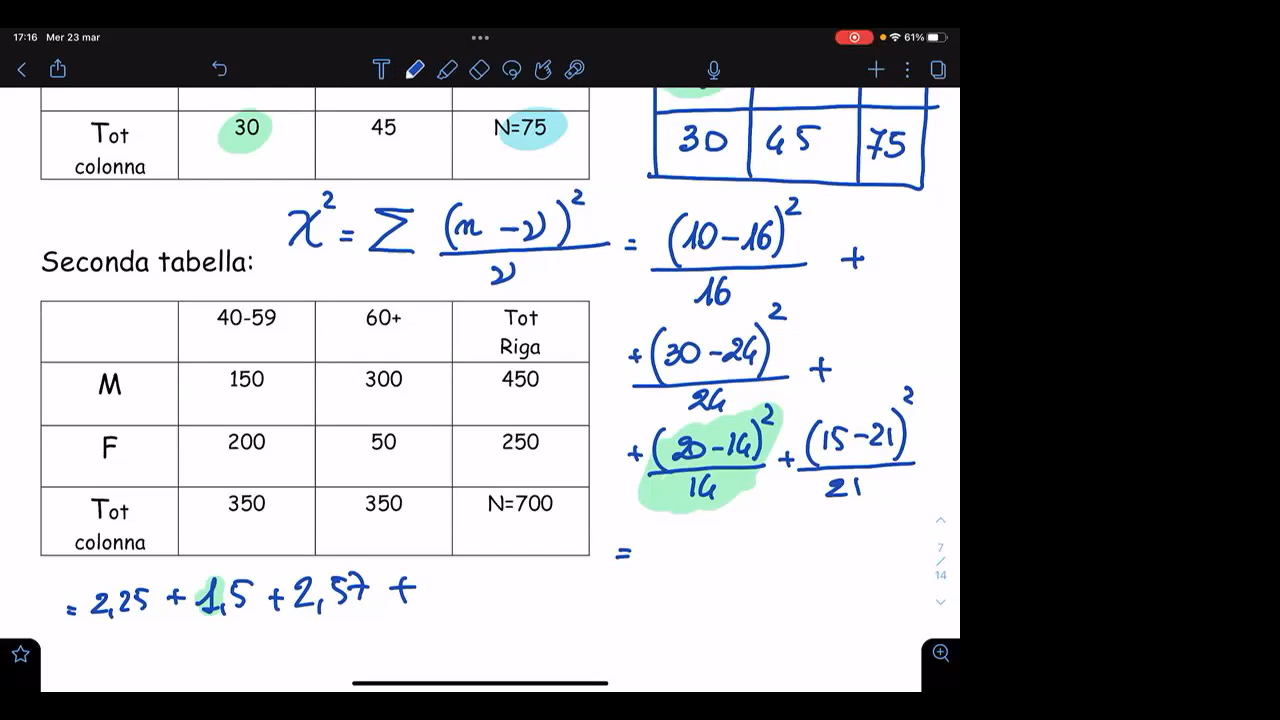 17:16 Mer 23 mar 61%
Tot colonna 30 45 N=75
30 45 75
χ² = Σ (n - ν)² / ν = (10 - 16)² / 16 +
Seconda tabella:
+ (30 - 24)² / 24 +
+ (20 - 14)² / 14 + (15 - 21)² / 21
=
40-59 60+ Tot Riga
M 150 300 450
F 200 50 250
Tot colonna 350 350 N=700
= 2,25 + 1,5 + 2,57 +
7 / 14